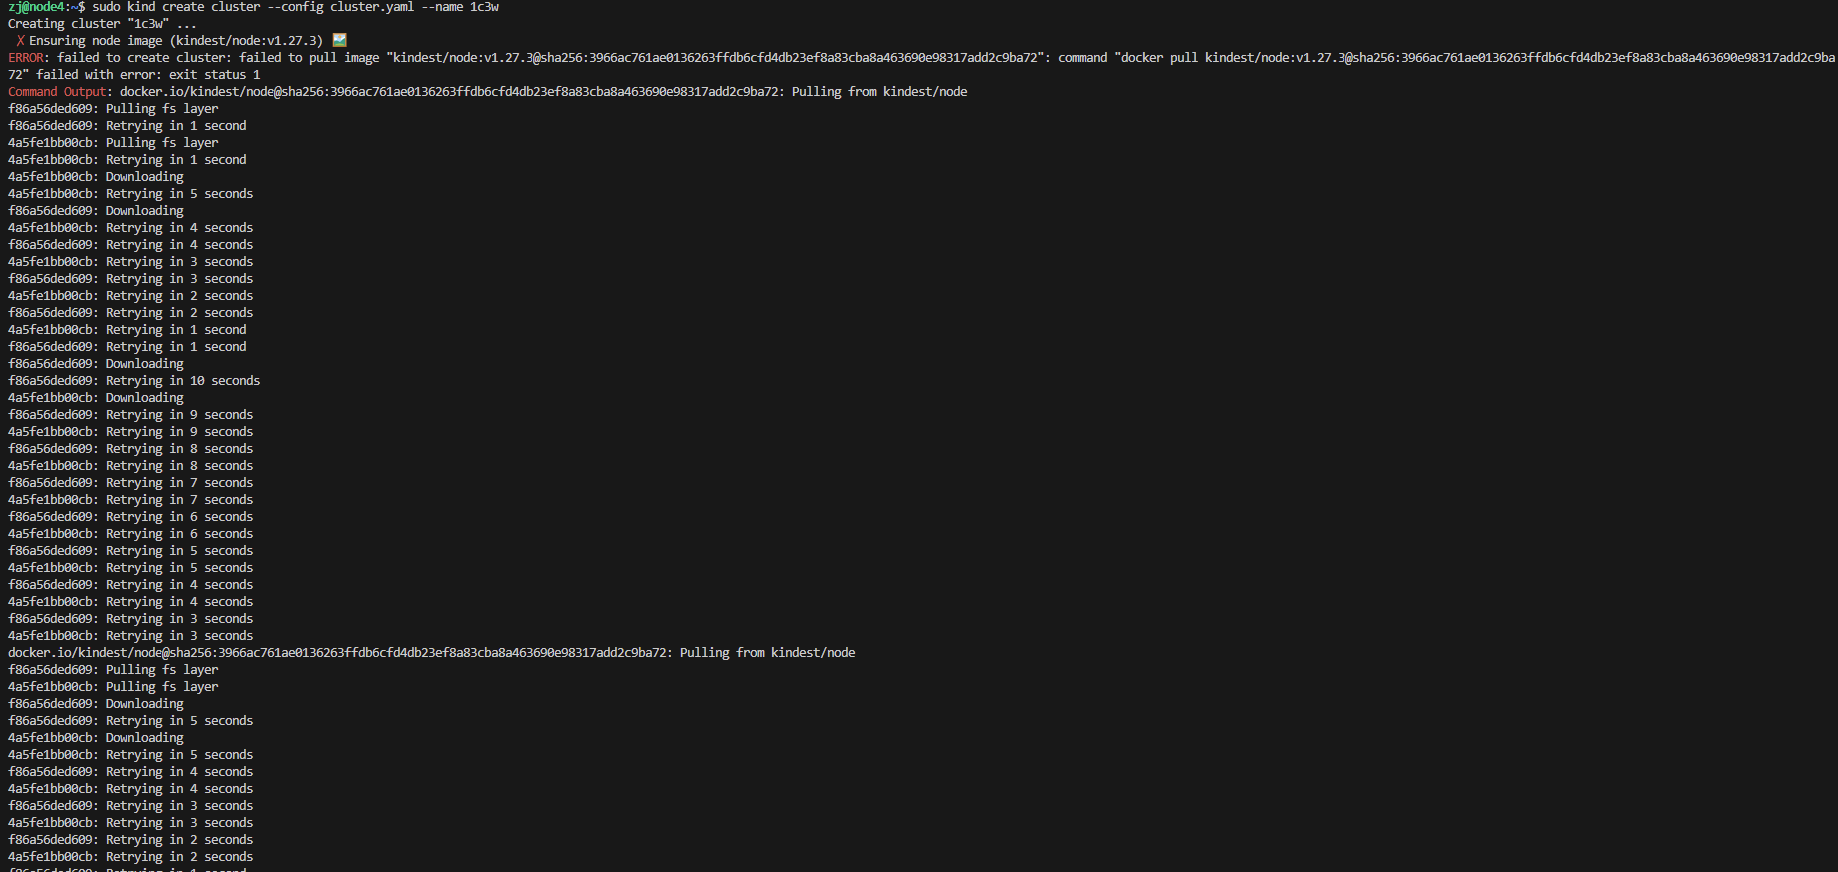 zj@node4:~$ sudo kind create cluster --config cluster.yaml --name 1c3w
Creating cluster "1c3w" ...
✗ Ensuring node image (kindest/node:v1.27.3) 🖼
ERROR: failed to create cluster: failed to pull image "kindest/node:v1.27.3@sha256:3966ac761ae0136263ffdb6cfd4db23ef8a83cba8a463690e98317add2c9ba72": command "docker pull kindest/node:v1.27.3@sha256:3966ac761ae0136263ffdb6cfd4db23ef8a83cba8a463690e98317add2c9ba
72" failed with error: exit status 1
Command Output: docker.io/kindest/node@sha256:3966ac761ae0136263ffdb6cfd4db23ef8a83cba8a463690e98317add2c9ba72: Pulling from kindest/node
f86a56ded609: Pulling fs layer
f86a56ded609: Retrying in 1 second
4a5fe1bb00cb: Pulling fs layer
4a5fe1bb00cb: Retrying in 1 second
4a5fe1bb00cb: Downloading
4a5fe1bb00cb: Retrying in 5 seconds
f86a56ded609: Downloading
4a5fe1bb00cb: Retrying in 4 seconds
f86a56ded609: Retrying in 4 seconds
4a5fe1bb00cb: Retrying in 3 seconds
f86a56ded609: Retrying in 3 seconds
4a5fe1bb00cb: Retrying in 2 seconds
f86a56ded609: Retrying in 2 seconds
4a5fe1bb00cb: Retrying in 1 second
f86a56ded609: Retrying in 1 second
f86a56ded609: Downloading
f86a56ded609: Retrying in 10 seconds
4a5fe1bb00cb: Downloading
f86a56ded609: Retrying in 9 seconds
4a5fe1bb00cb: Retrying in 9 seconds
f86a56ded609: Retrying in 8 seconds
4a5fe1bb00cb: Retrying in 8 seconds
f86a56ded609: Retrying in 7 seconds
4a5fe1bb00cb: Retrying in 7 seconds
f86a56ded609: Retrying in 6 seconds
4a5fe1bb00cb: Retrying in 6 seconds
f86a56ded609: Retrying in 5 seconds
4a5fe1bb00cb: Retrying in 5 seconds
f86a56ded609: Retrying in 4 seconds
4a5fe1bb00cb: Retrying in 4 seconds
f86a56ded609: Retrying in 3 seconds
4a5fe1bb00cb: Retrying in 3 seconds
docker.io/kindest/node@sha256:3966ac761ae0136263ffdb6cfd4db23ef8a83cba8a463690e98317add2c9ba72: Pulling from kindest/node
f86a56ded609: Pulling fs layer
4a5fe1bb00cb: Pulling fs layer
f86a56ded609: Downloading
f86a56ded609: Retrying in 5 seconds
4a5fe1bb00cb: Downloading
4a5fe1bb00cb: Retrying in 5 seconds
f86a56ded609: Retrying in 4 seconds
4a5fe1bb00cb: Retrying in 4 seconds
f86a56ded609: Retrying in 3 seconds
4a5fe1bb00cb: Retrying in 3 seconds
f86a56ded609: Retrying in 2 seconds
4a5fe1bb00cb: Retrying in 2 seconds